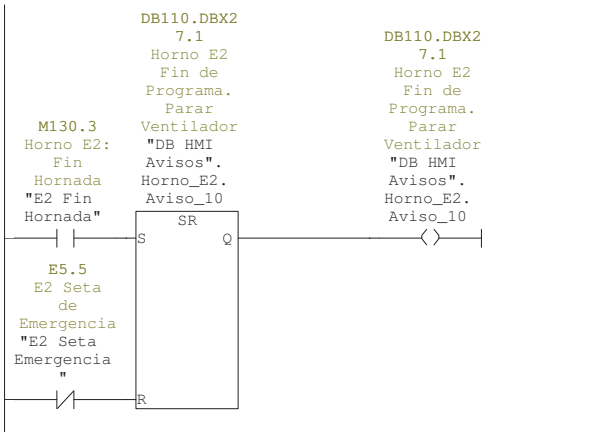 DB110.DBX2
7.1
Horno E2
Fin de
Programa.
Parar
Ventilador
"DB HMI
Avisos".
Horno_E2.
Aviso_10
DB110.DBX2
7.1
Horno E2
Fin de
Programa.
Parar
Ventilador
"DB HMI
Avisos".
Horno_E2.
Aviso_10
M130.3
Horno E2:
Fin
Hornada
"E2 Fin
Hornada"
SR
S
Q
E5.5
E2 Seta
de
Emergencia
"E2 Seta
Emergencia
"
R